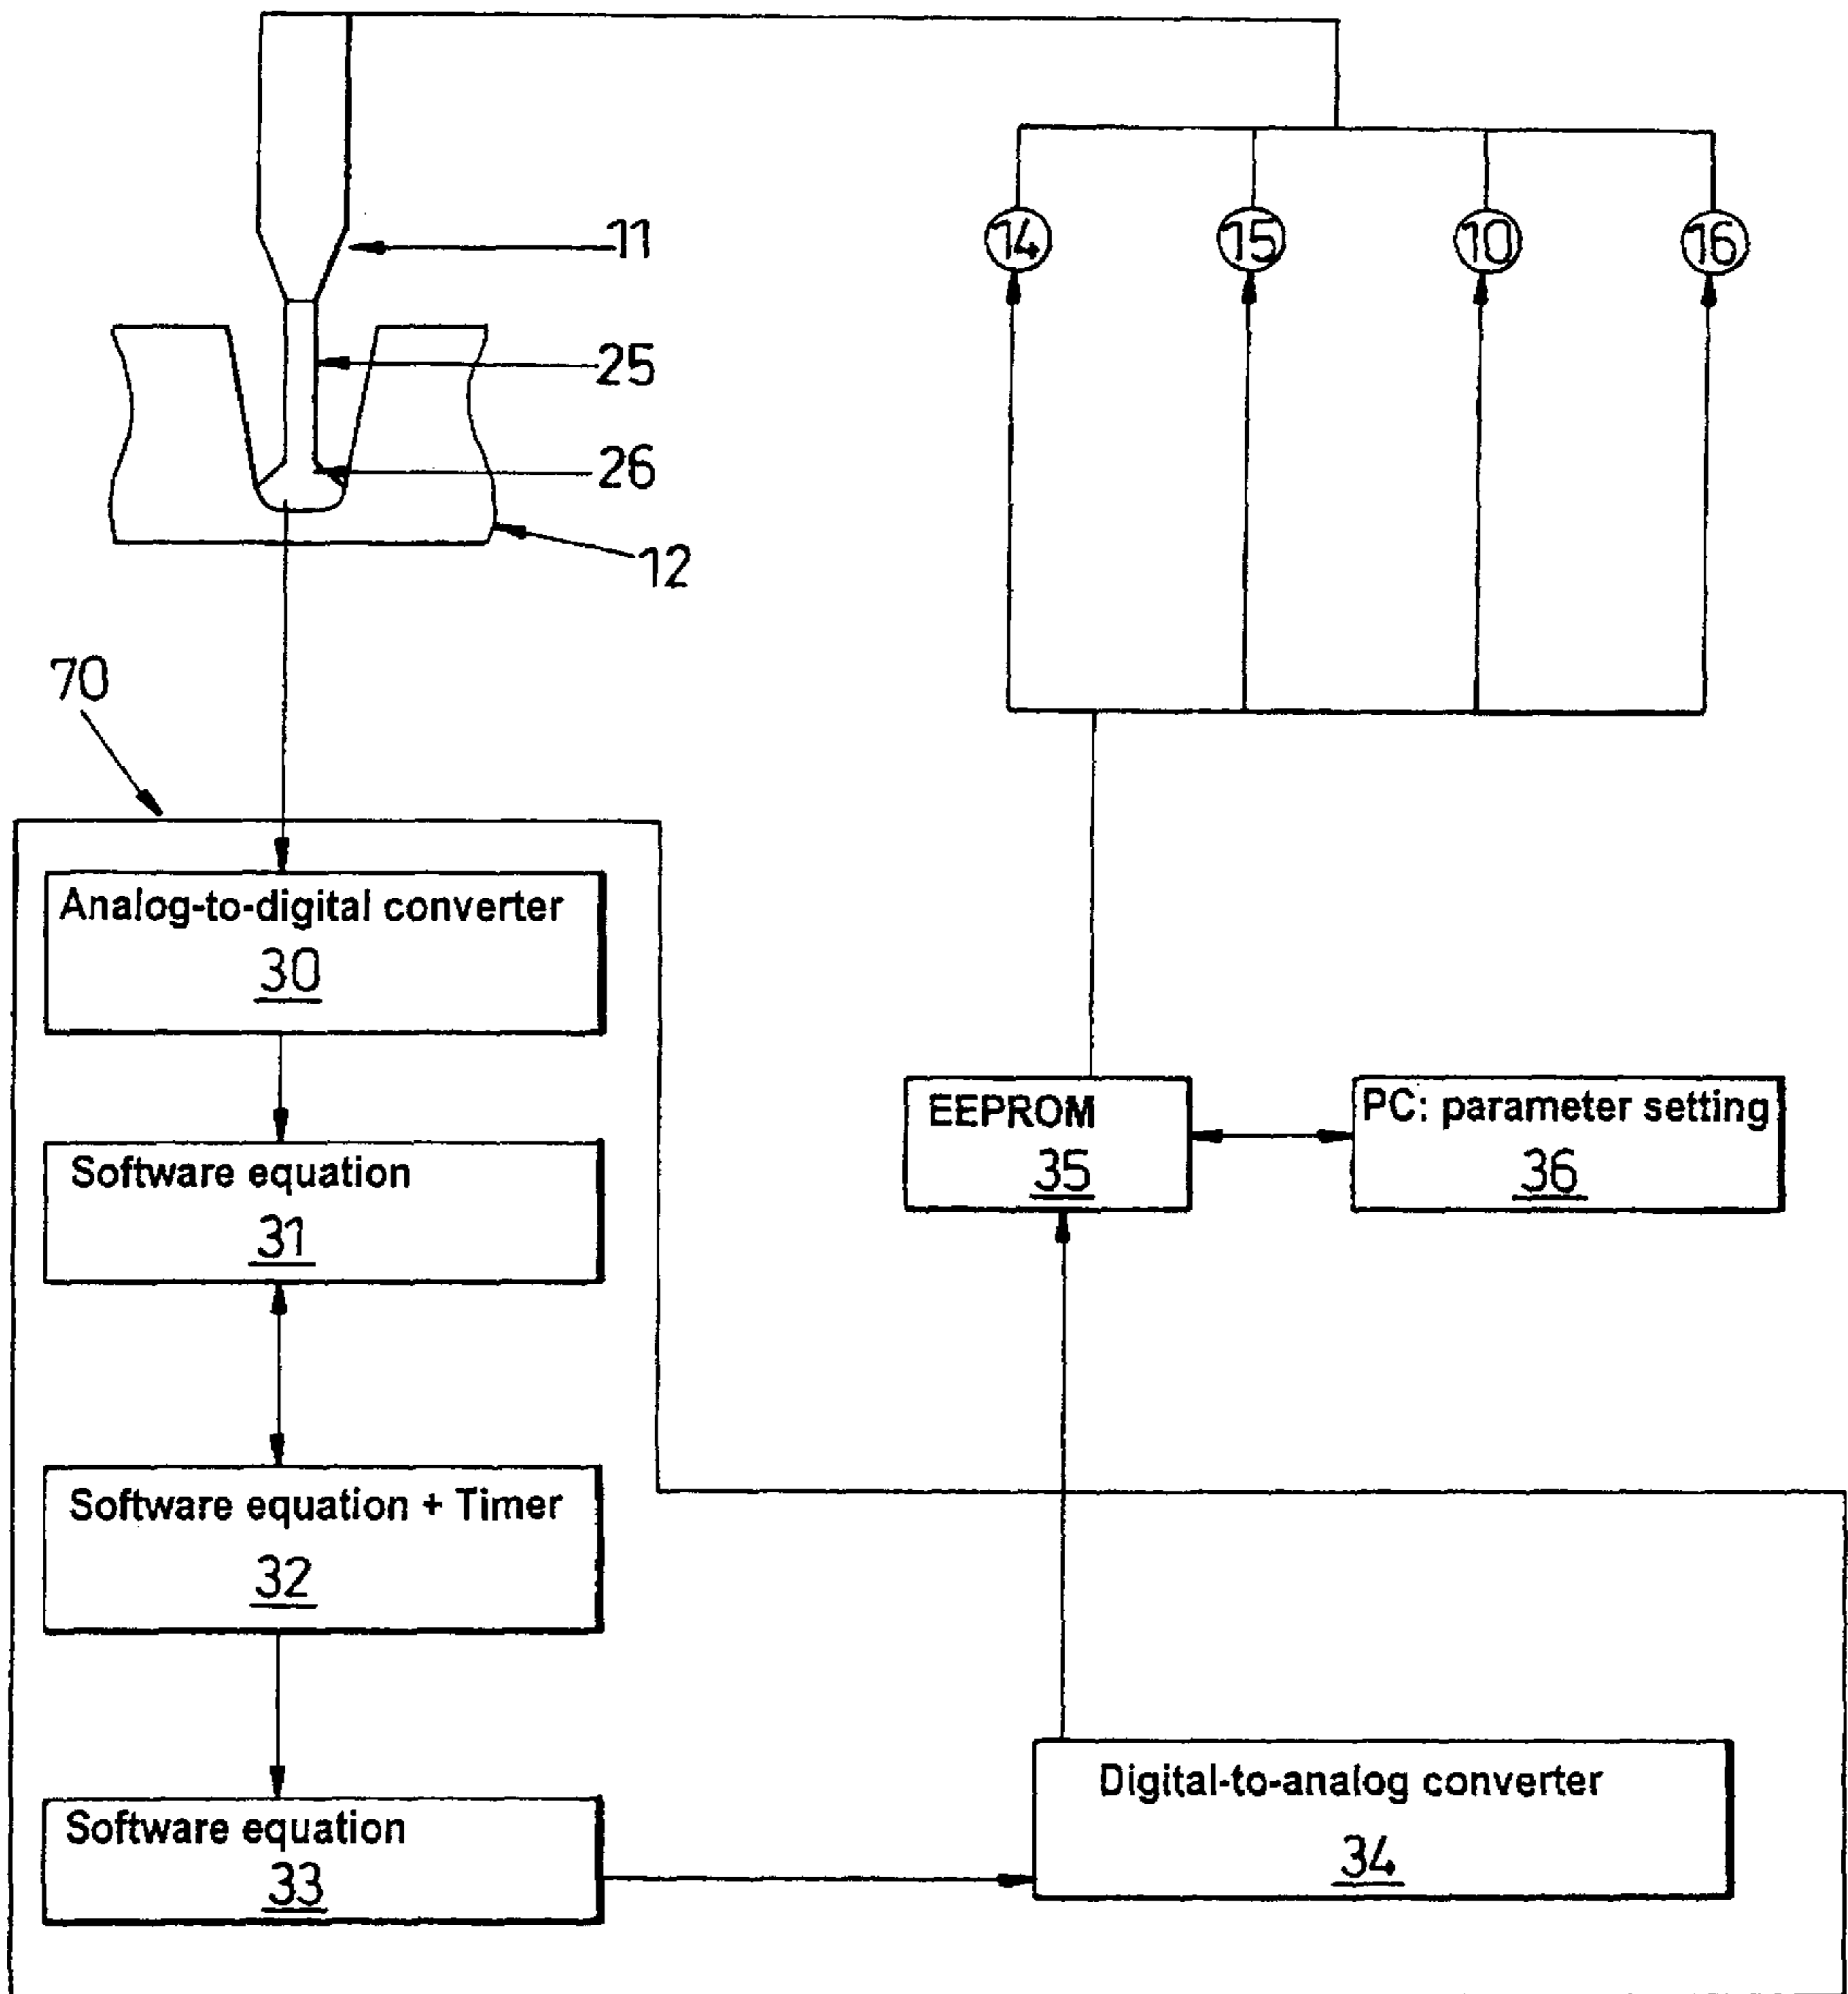 11
14
15
10
16
25
26
12
70
Analog-to-digital converter
30
Software equation
31
EEPROM
35
PC: parameter setting
36
Software equation + Timer
32
Software equation
33
Digital-to-analog converter
34